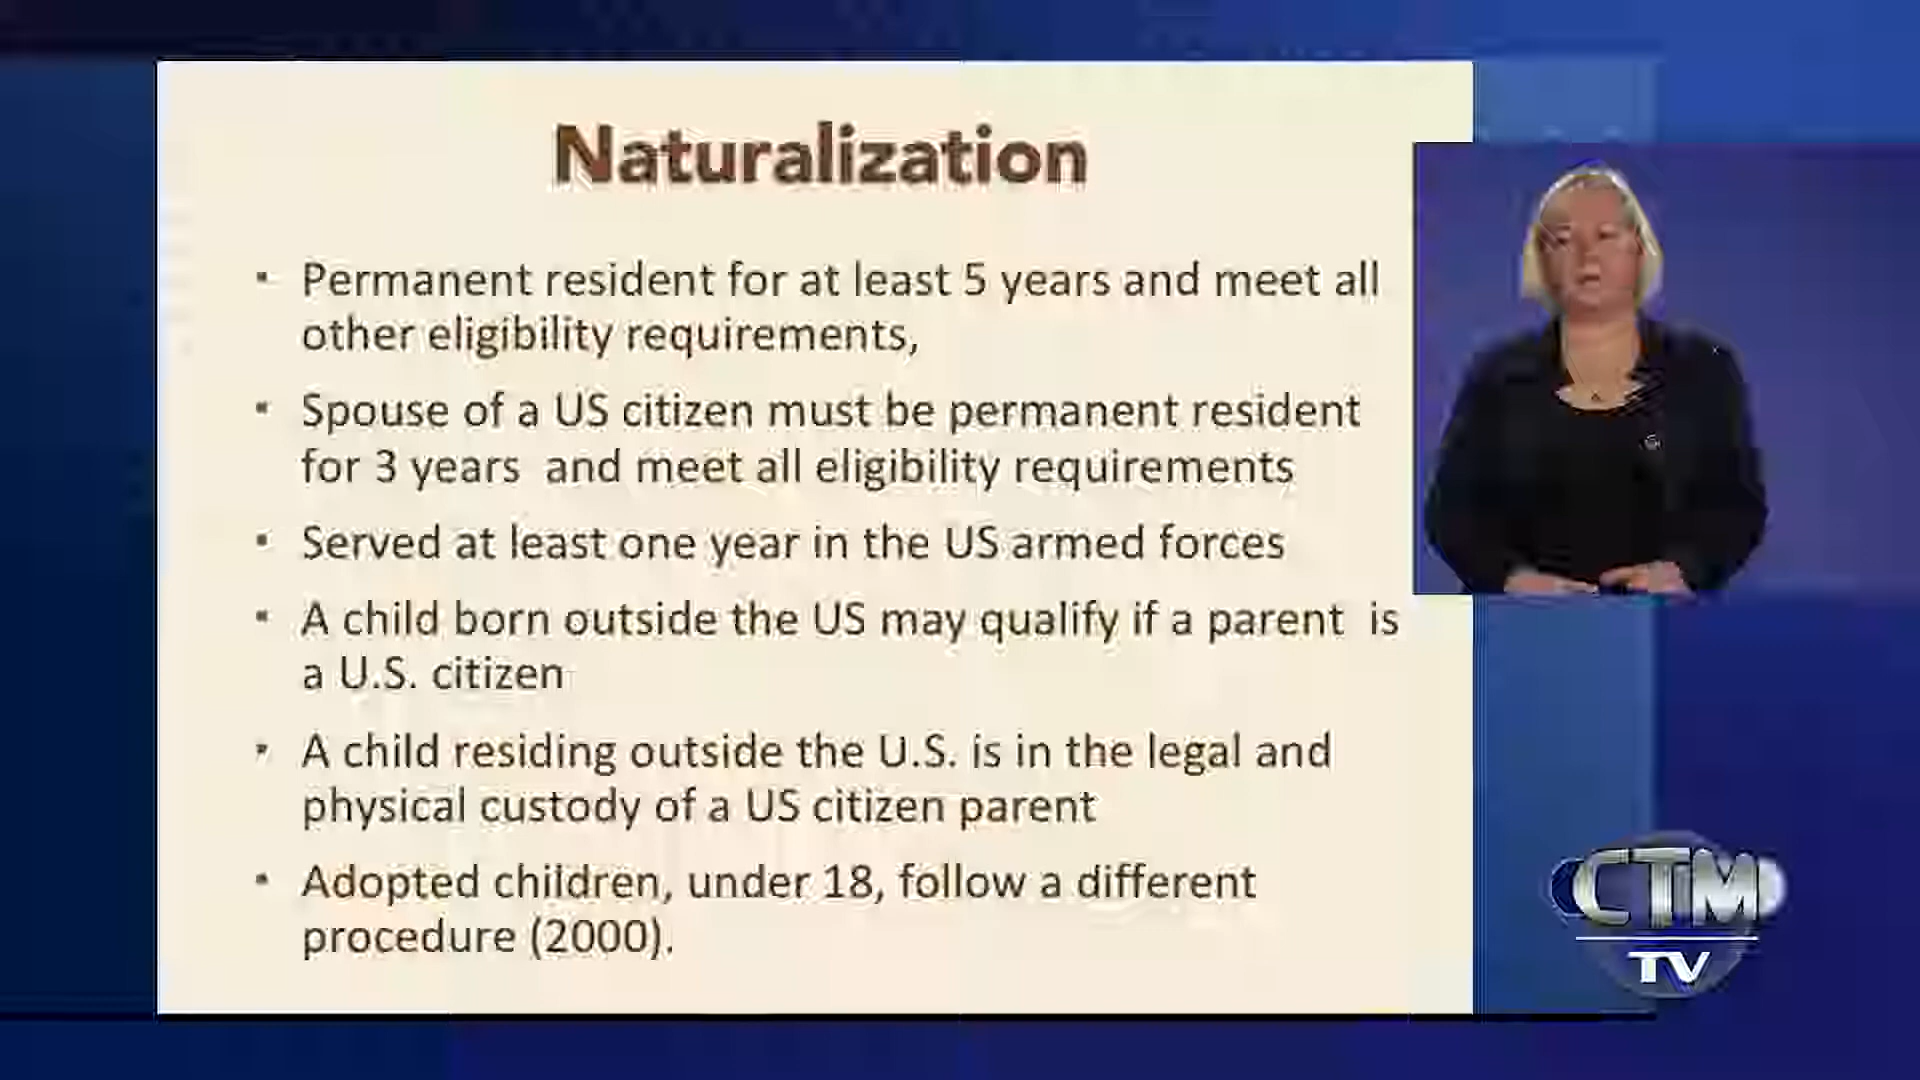 Naturalization
▪ Permanent resident for at least 5 years and meet all
other eligibility requirements,
▪ Spouse of a US citizen must be permanent resident
for 3 years  and meet all eligibility requirements
▪ Served at least one year in the US armed forces
▪ A child born outside the US may qualify if a parent  is
a U.S. citizen
▪ A child residing outside the U.S. is in the legal and
physical custody of a US citizen parent
▪ Adopted children, under 18, follow a different
procedure (2000).
CTM
TV